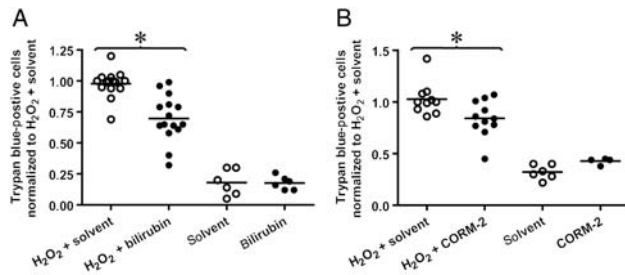 A
B
*
*
Trypan blue-postive cells
normalized to H₂O₂ + solvent
1.25
1.00
0.75
0.50
0.25
0.00
H₂O₂ + solvent
H₂O₂ + bilirubin
Solvent
Bilirubin
Trypan blue-postive cells
normalized to H₂O₂ + solvent
1.5
1.0
0.5
0.0
H₂O₂ + solvent
H₂O₂ + CORM-2
Solvent
CORM-2